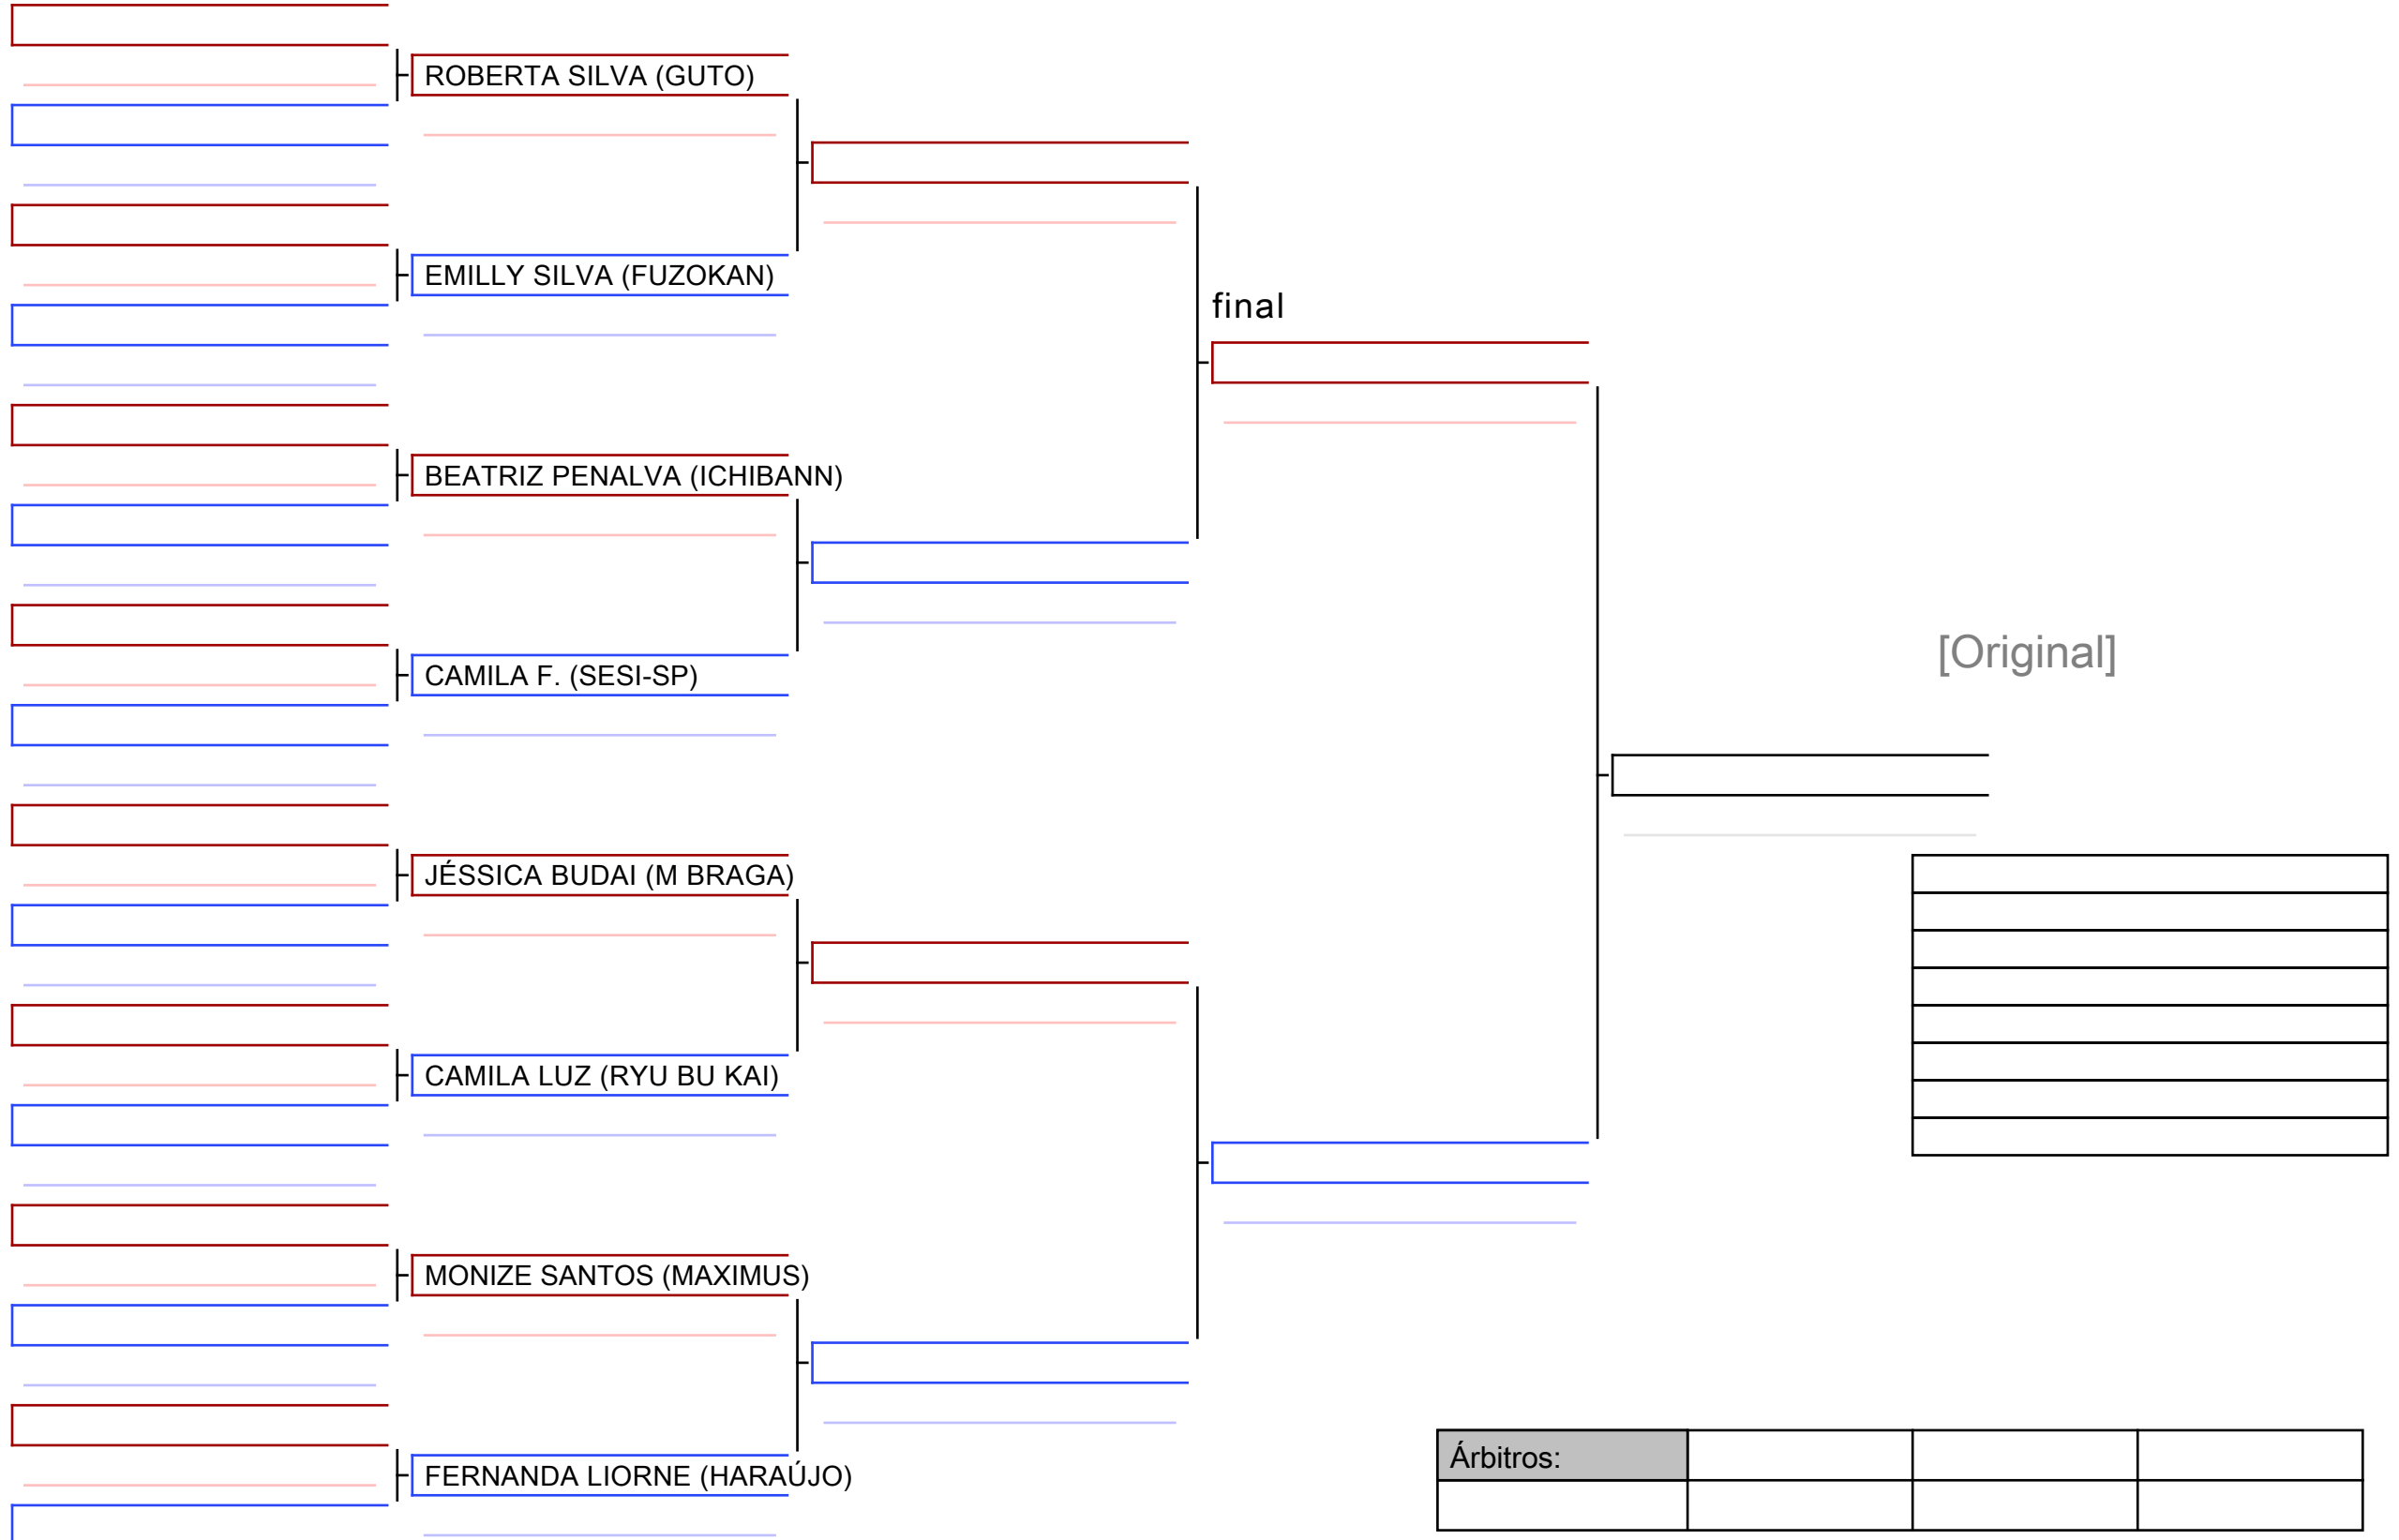 ROBERTA SILVA (GUTO)
EMILLY SILVA (FUZOKAN)
final
BEATRIZ PENALVA (ICHIBANN)
CAMILA F. (SESI-SP)
[Original]
JÉSSICA BUDAI (M BRAGA)
CAMILA LUZ (RYU BU KAI)
MONIZE SANTOS (MAXIMUS)
FERNANDA LIORNE (HARAÚJO)
Árbitros: